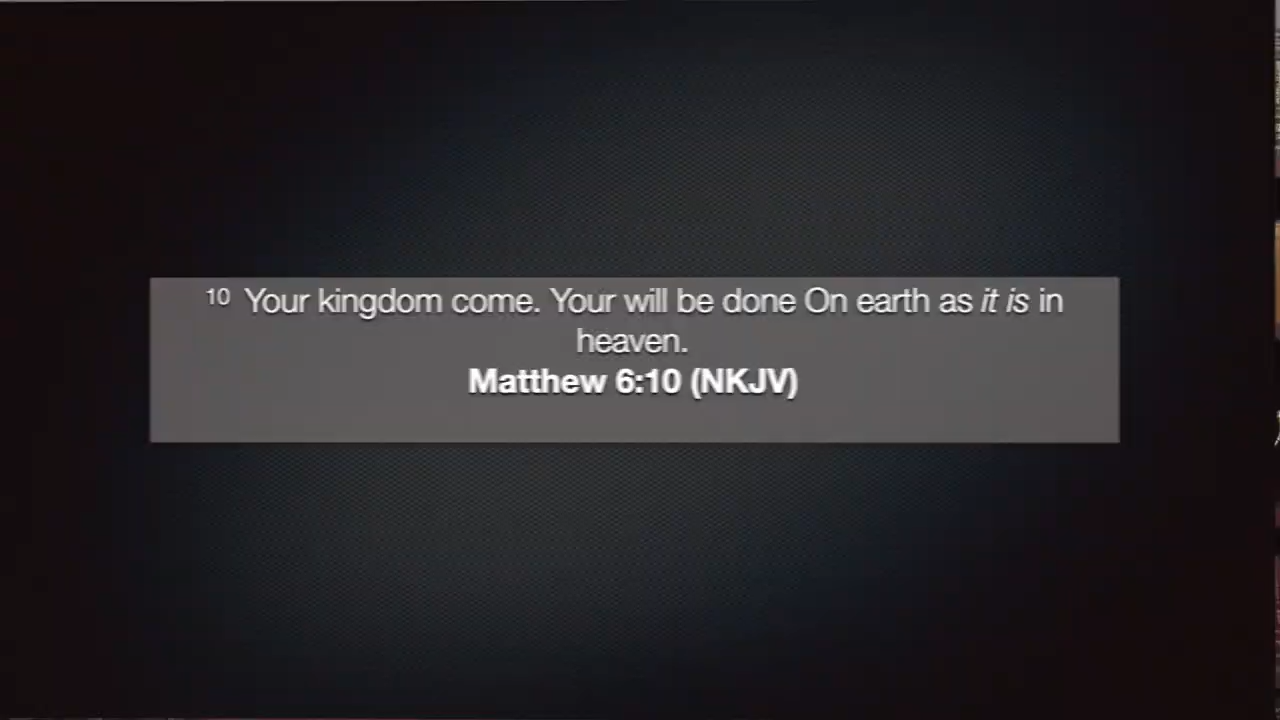 10 Your kingdom come. Your will be done On earth as it is in
heaven.
Matthew 6:10 (NKJV)